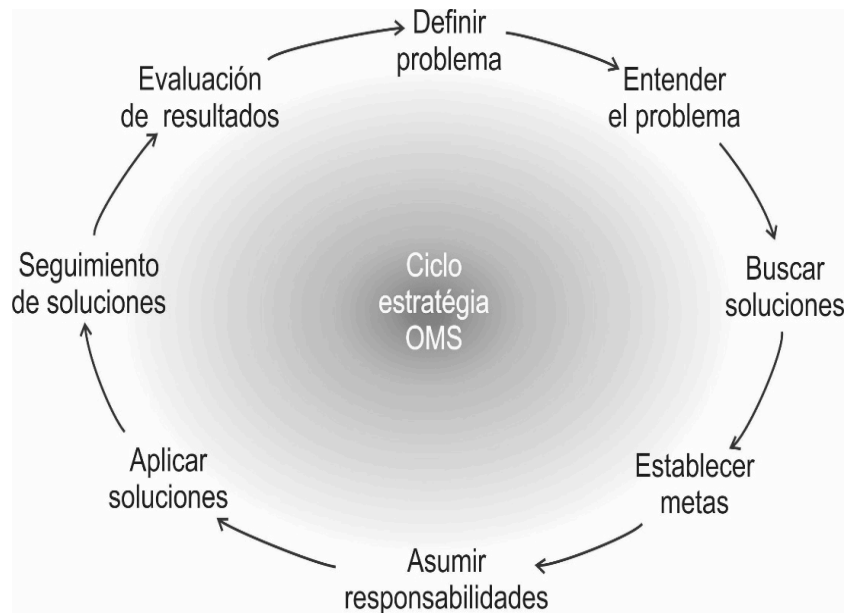 Definir
problema
Entender
el problema
Buscar
soluciones
Establecer
metas
Asumir
responsabilidades
Aplicar
soluciones
Seguimiento
de soluciones
Evaluación
de resultados
Ciclo
estratégia
OMS